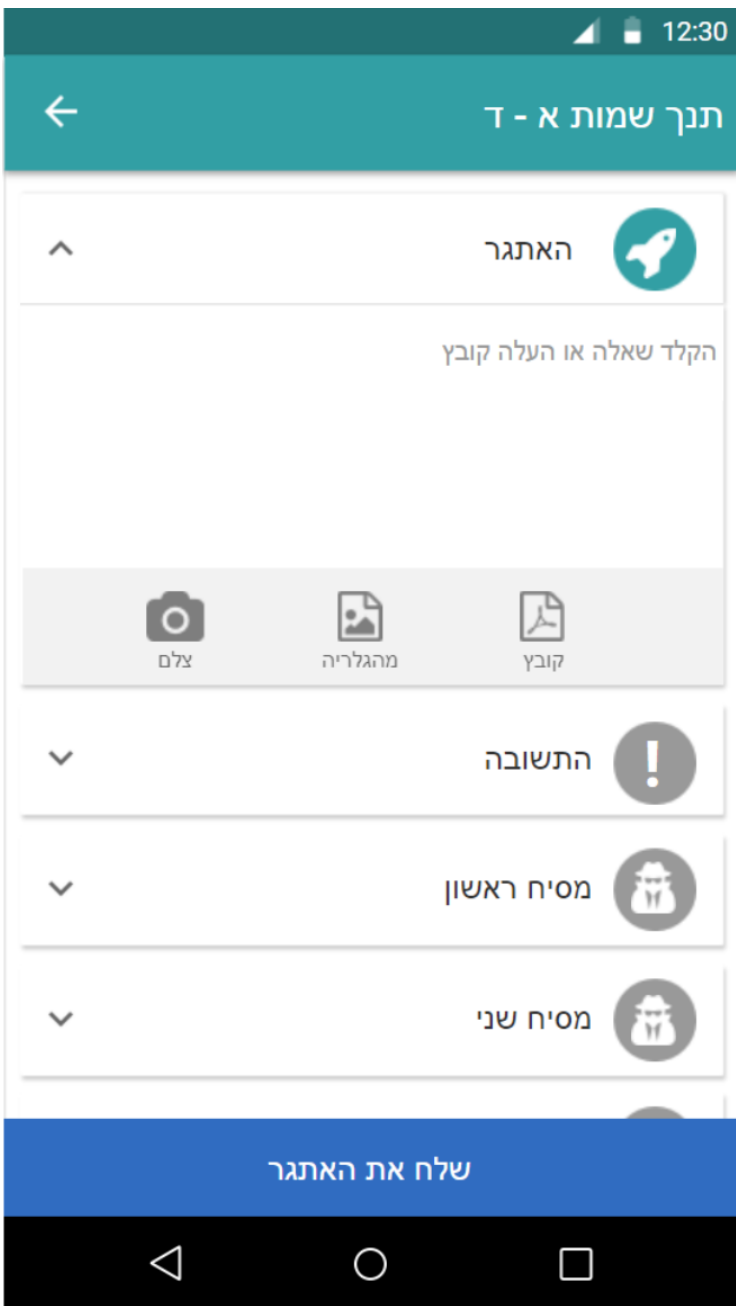 12:30
תנך שמות א - ד
האתגר
הקלד שאלה או העלה קובץ
קובץ
מהגלריה
צלם
התשובה
מסיח ראשון
מסיח שני
שלח את האתגר